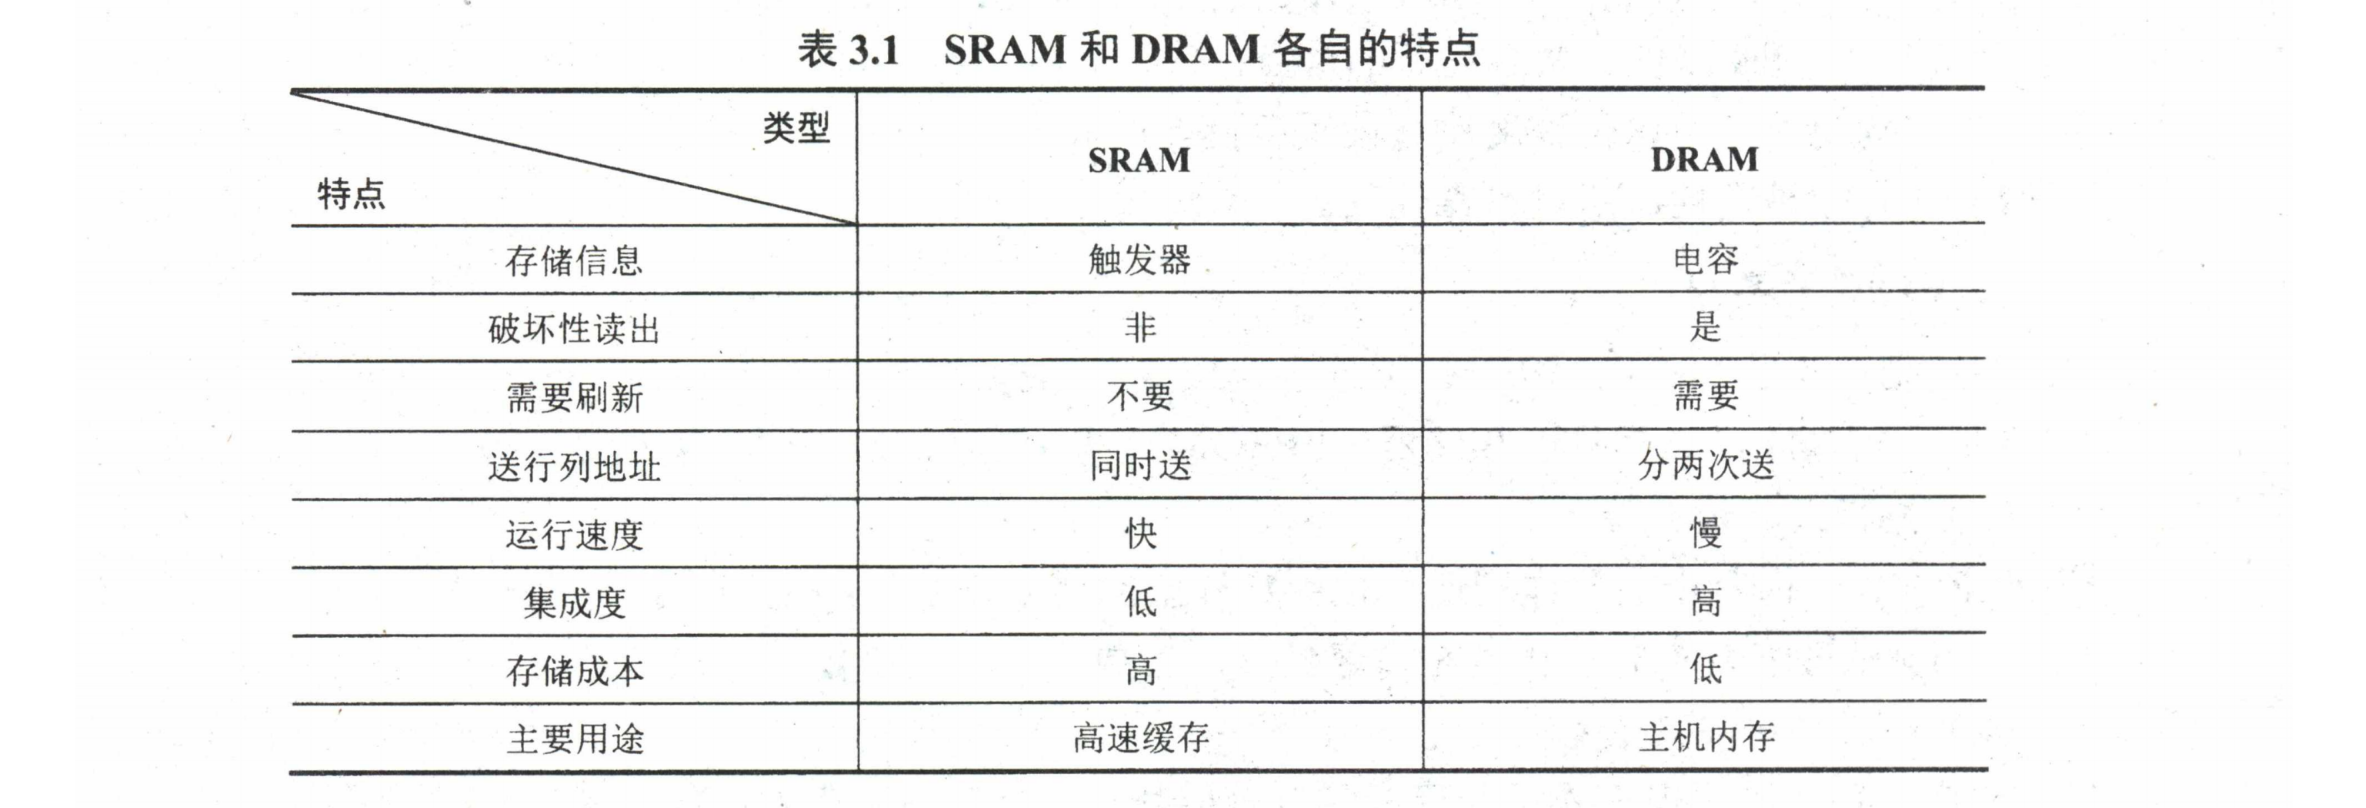 表 3.1 SRAM 和 DRAM 各自的特点
类型
特点
SRAM DRAM
存储信息 触发器 电容
破坏性读出 非 是
需要刷新 不要 需要
送行列地址 同时送 分两次送
运行速度 快 慢
集成度 低 高
存储成本 高 低
主要用途 高速缓存 主机内存